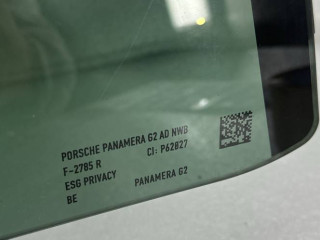 PORSCHE PANAMERA G2 AD NWB
F-2785 R CI: P62827
ESG PRIVACY
BE PANAMERA G2